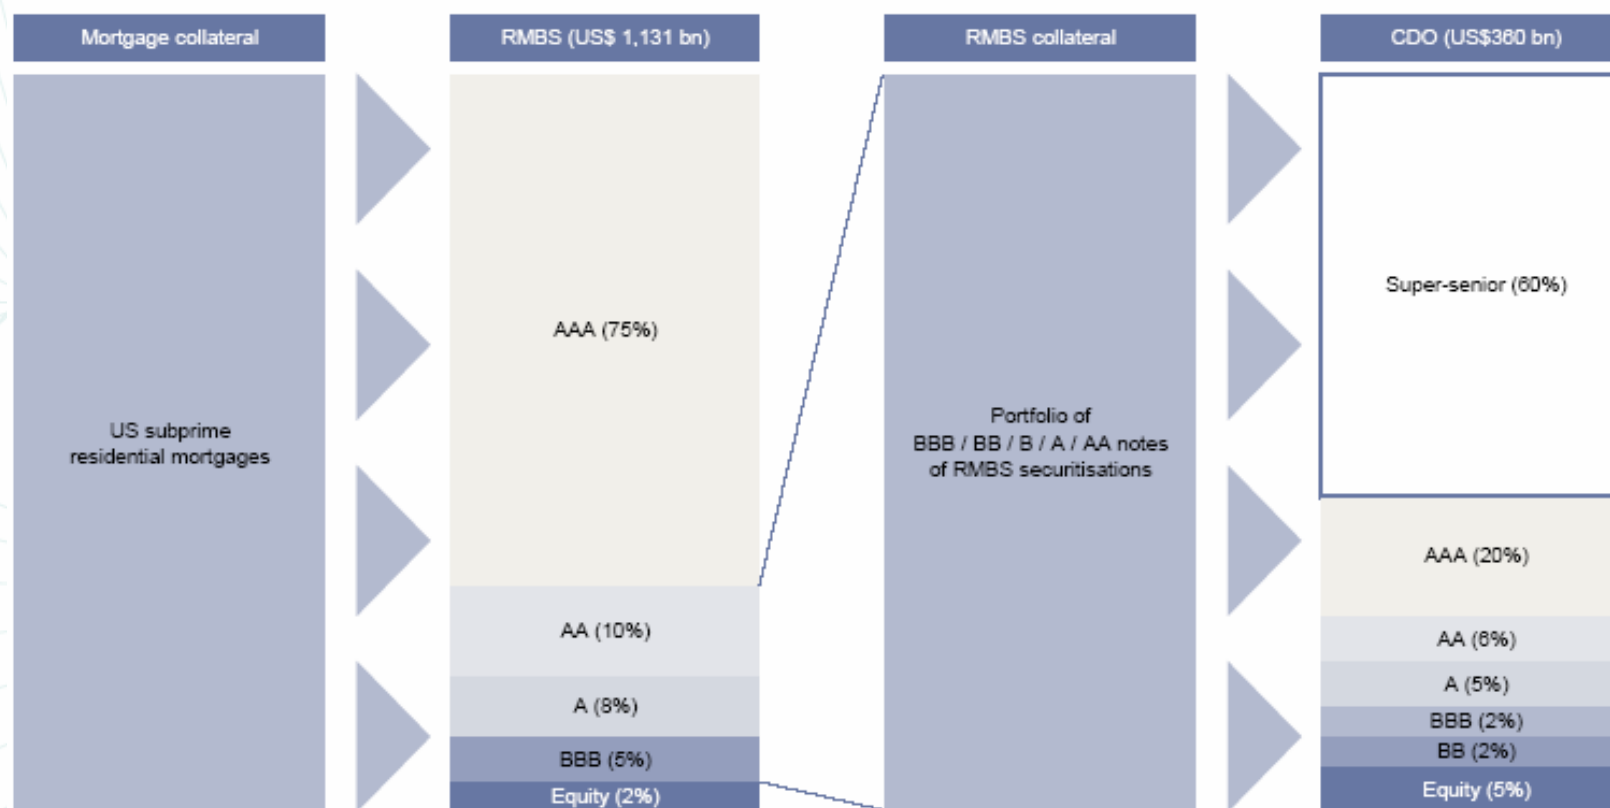 Mortgage collateral
RMBS (US$ 1,131 bn)
RMBS collateral
CDO (US$360 bn)
US subprime
residential mortgages
AAA (75%)
AA (10%)
A (8%)
BBB (5%)
Equity (2%)
Portfolio of
BBB / BB / B / A / AA notes
of RMBS securitisations
Super-senior (60%)
AAA (20%)
AA (6%)
A (5%)
BBB (2%)
BB (2%)
Equity (5%)